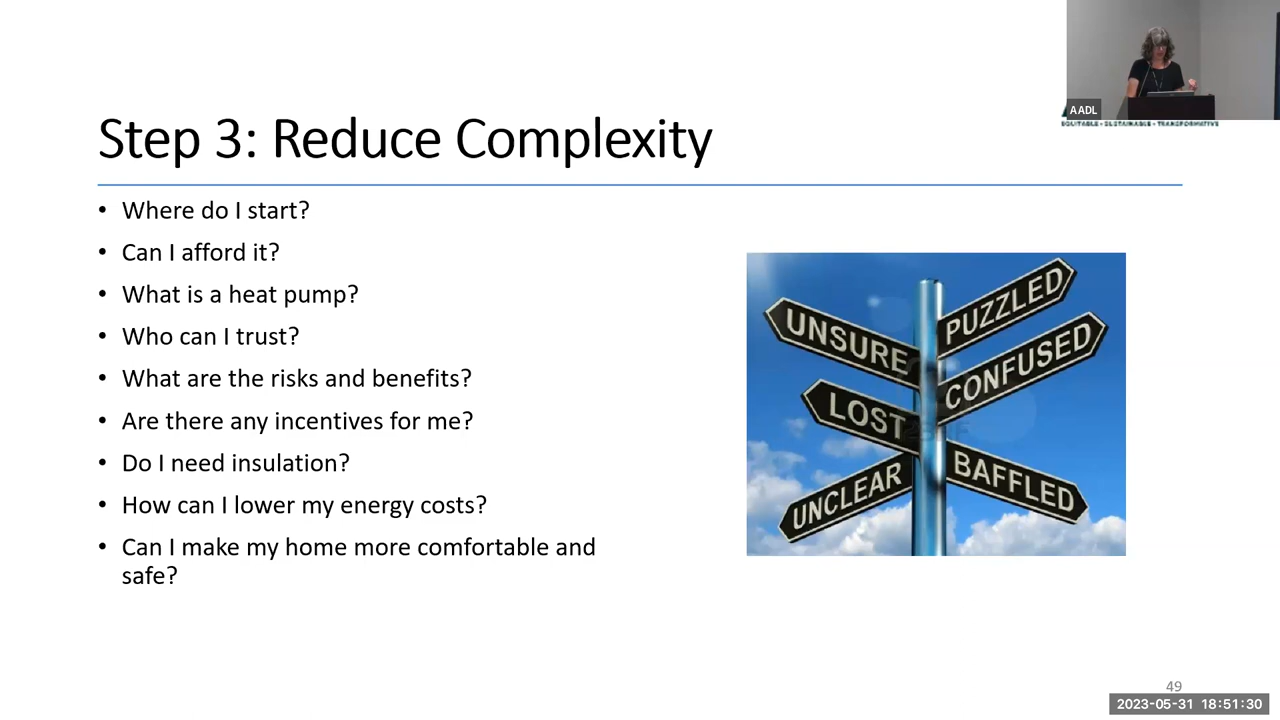 AADL
EQUITABLE - SUSTAINABLE - TRANSFORMATIVE
Step 3: Reduce Complexity
• Where do I start?
• Can I afford it?
• What is a heat pump?
• Who can I trust?
• What are the risks and benefits?
• Are there any incentives for me?
• Do I need insulation?
• How can I lower my energy costs?
• Can I make my home more comfortable and
safe?
UNSURE
PUZZLED
CONFUSED
LOST
UNCLEAR
BAFFLED
49
2023-05-31 18:51:30